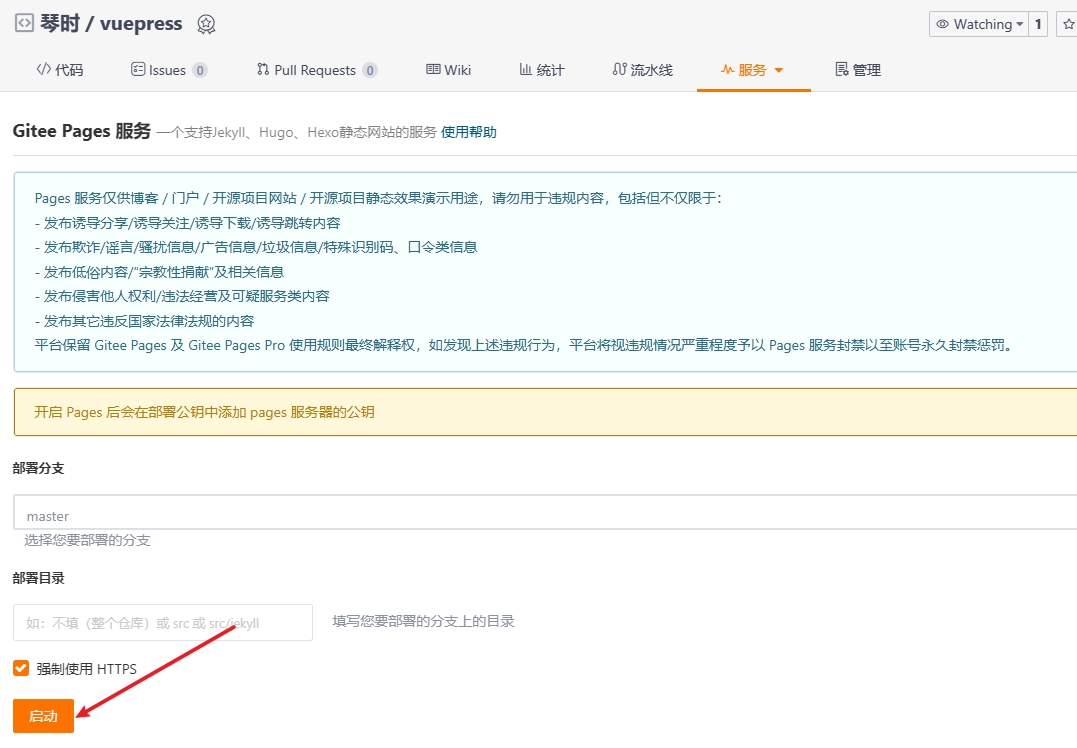 琴时 / vuepress
Watching 1
代码 Issues 0 Pull Requests 0 Wiki 统计 流水线 服务 管理
Gitee Pages 服务 一个支持Jekyll、Hugo、Hexo静态网站的服务 使用帮助
Pages 服务仅供博客 / 门户 / 开源项目网站 / 开源项目静态效果演示用途，请勿用于违规内容，包括但不仅限于：
- 发布诱导分享/诱导关注/诱导下载/诱导跳转内容
- 发布欺诈/谣言/骚扰信息/广告信息/垃圾信息/特殊识别码、口令类信息
- 发布低俗内容/“宗教性捐献”及相关信息
- 发布侵害他人权利/违法经营及可疑服务类内容
- 发布其它违反国家法律法规的内容
平台保留 Gitee Pages 及 Gitee Pages Pro 使用规则最终解释权，如发现上述违规行为，平台将视违规情况严重程度予以 Pages 服务封禁以至账号永久封禁惩罚。
开启 Pages 后会在部署公钥中添加 pages 服务器的公钥
部署分支
master
选择您要部署的分支
部署目录
如：不填（整个仓库）或 src 或 src/jekyll 填写您要部署的分支上的目录
强制使用 HTTPS
启动